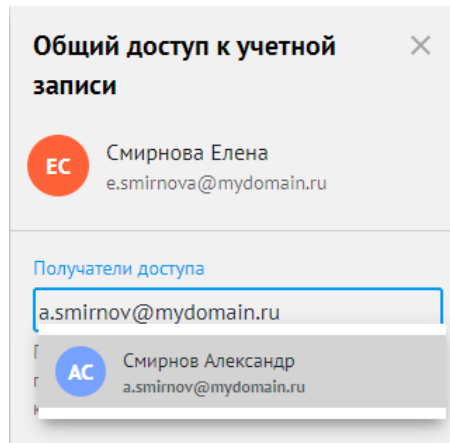 Общий доступ к учетной
записи
ЕС
Смирнова Елена
e.smirnova@mydomain.ru
Получатели доступа
a.smirnov@mydomain.ru
АС
Смирнов Александр
a.smirnov@mydomain.ru